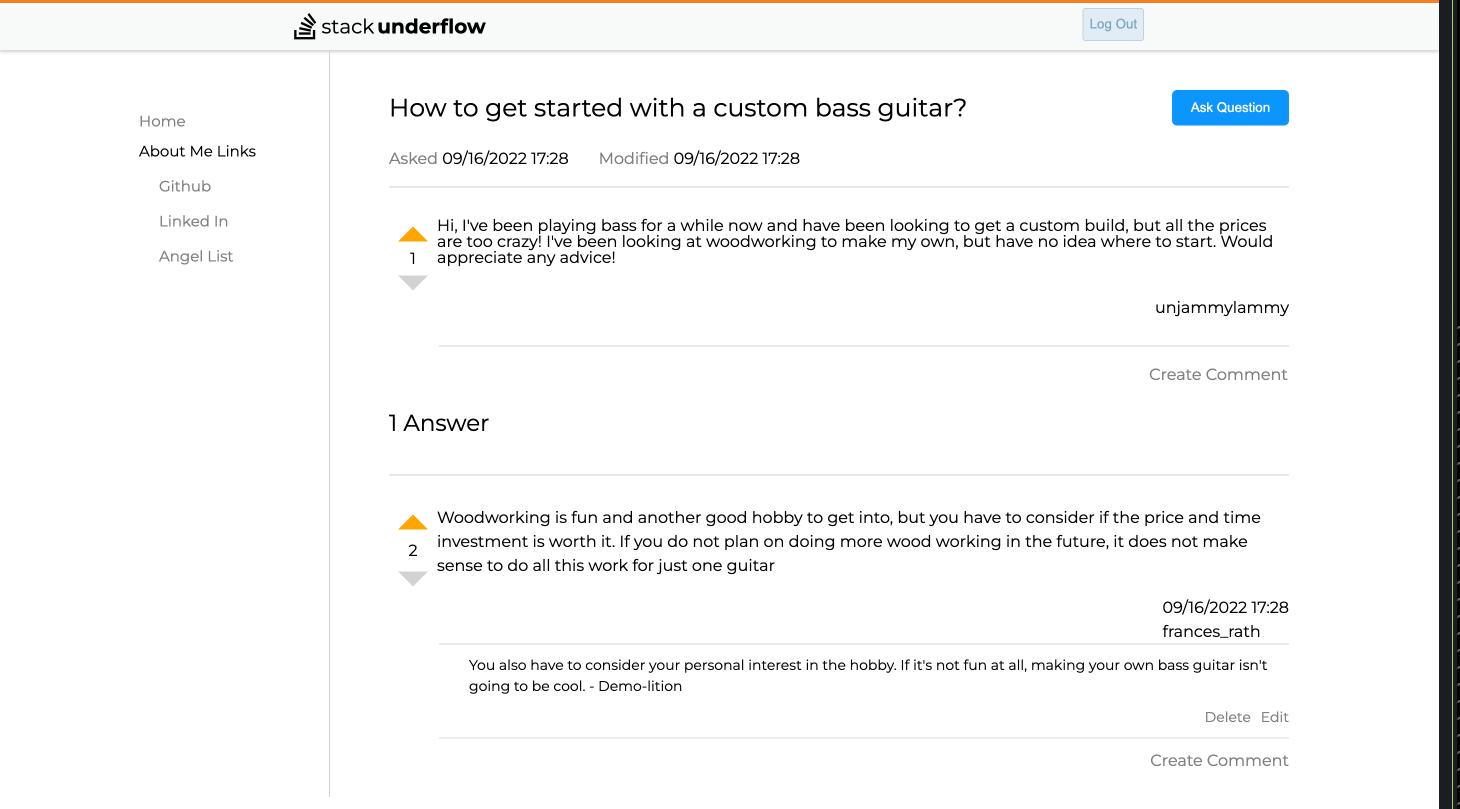 stack underflow
Log Out
Home
About Me Links
Github
Linked In
Angel List
How to get started with a custom bass guitar?
Ask Question
Asked 09/16/2022 17:28 Modified 09/16/2022 17:28
Hi, I've been playing bass for a while now and have been looking to get a custom build, but all the prices
are too crazy! I've been looking at woodworking to make my own, but have no idea where to start. Would
appreciate any advice!
1
unjammylammy
Create Comment
1 Answer
Woodworking is fun and another good hobby to get into, but you have to consider if the price and time
investment is worth it. If you do not plan on doing more wood working in the future, it does not make
sense to do all this work for just one guitar
2
09/16/2022 17:28
frances_rath
You also have to consider your personal interest in the hobby. If it's not fun at all, making your own bass guitar isn't
going to be cool. - Demo-lition
Delete Edit
Create Comment